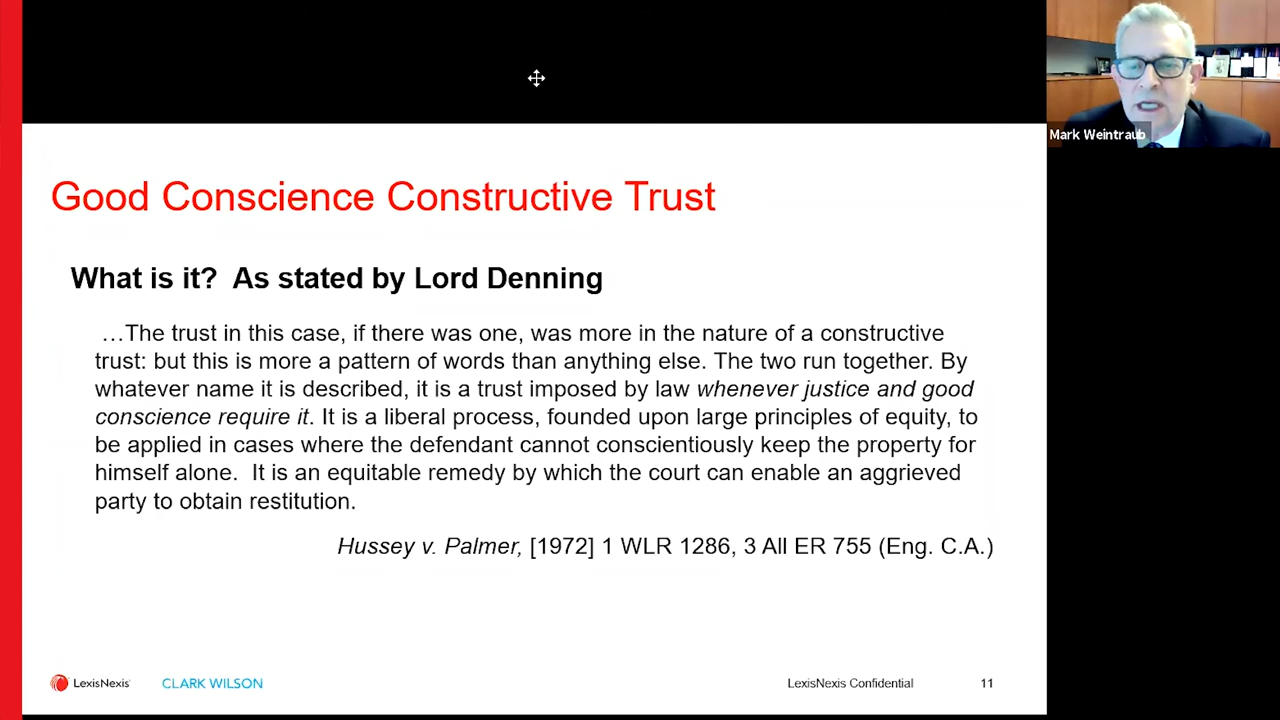 Mark Weintraub
Good Conscience Constructive Trust
What is it? As stated by Lord Denning
…The trust in this case, if there was one, was more in the nature of a constructive
trust: but this is more a pattern of words than anything else. The two run together. By
whatever name it is described, it is a trust imposed by law whenever justice and good
conscience require it. It is a liberal process, founded upon large principles of equity, to
be applied in cases where the defendant cannot conscientiously keep the property for
himself alone. It is an equitable remedy by which the court can enable an aggrieved
party to obtain restitution.
Hussey v. Palmer, [1972] 1 WLR 1286, 3 All ER 755 (Eng. C.A.)
LexisNexis CLARK WILSON LexisNexis Confidential 11